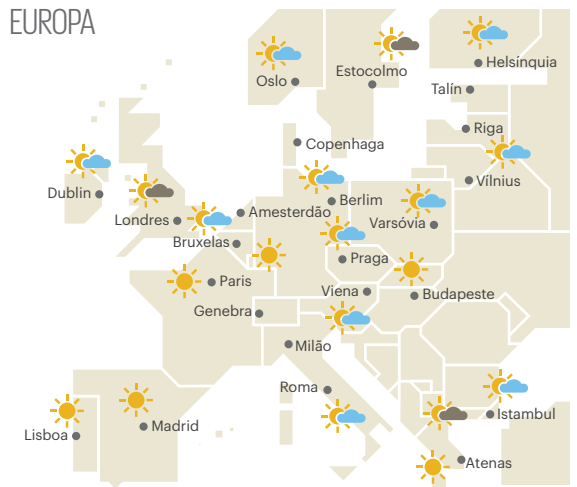 EUROPA
Oslo
Estocolmo
Helsínquia
Talín
Riga
Copenhaga
Vílnius
Dublin
Berlim
Londres
Amesterdão
Varsóvia
Bruxelas
Praga
Paris
Viena
Budapeste
Genebra
Milão
Roma
Istambul
Madrid
Lisboa
Atenas